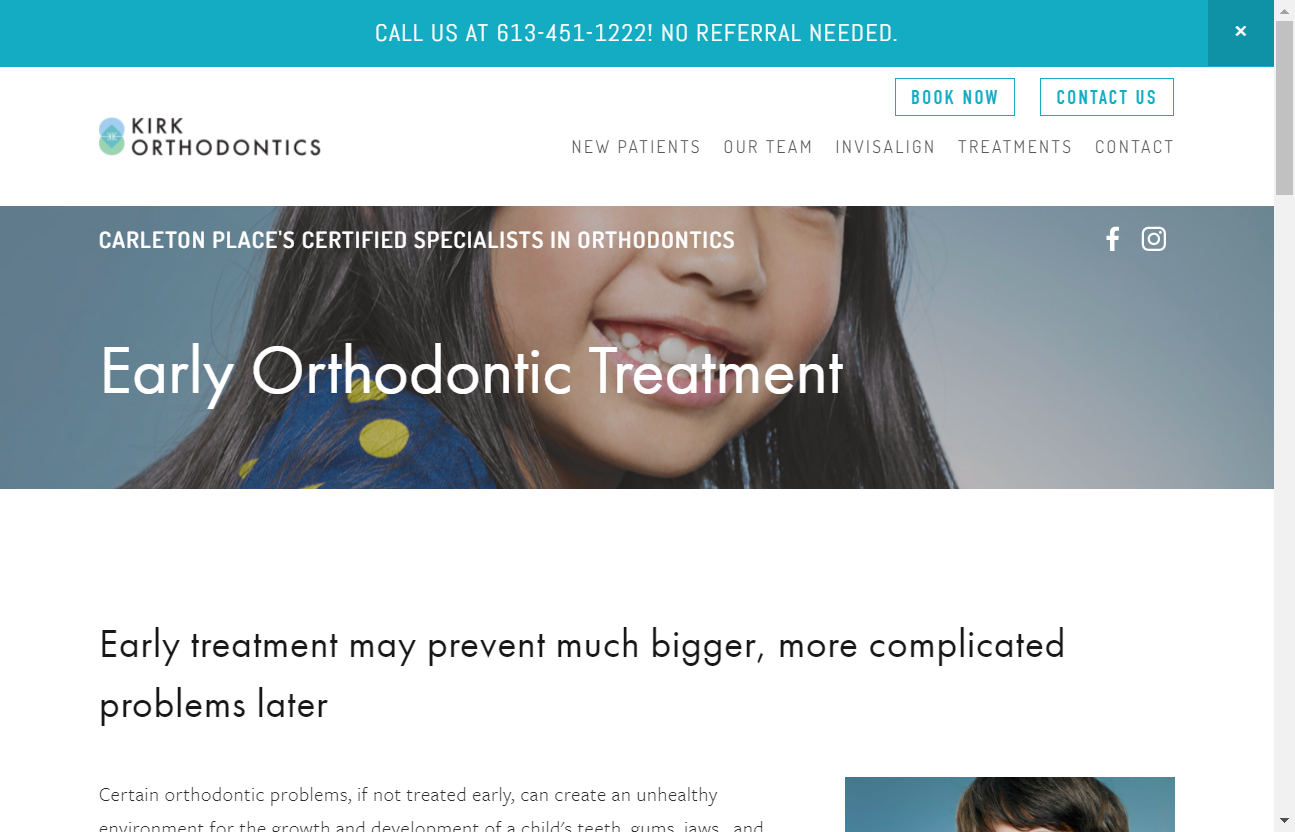 CALL US AT 613-451-1222! NO REFERRAL NEEDED.
×
BOOK NOW
CONTACT US
KIRK
ORTHODONTICS
NEW PATIENTS
OUR TEAM
INVISALIGN
TREATMENTS
CONTACT
CARLETON PLACE'S CERTIFIED SPECIALISTS IN ORTHODONTICS
Early Orthodontic Treatment
Early treatment may prevent much bigger, more complicated
problems later
Certain orthodontic problems, if not treated early, can create an unhealthy
environment for the growth and development of a child's teeth, gums, jaws, and